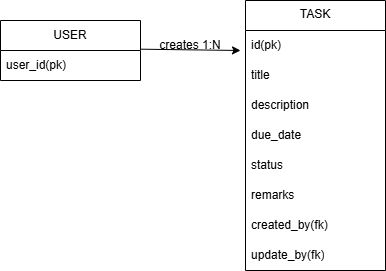 USER
user_id(pk)
creates 1:N
TASK
id(pk)
title
description
due_date
status
remarks
created_by(fk)
update_by(fk)